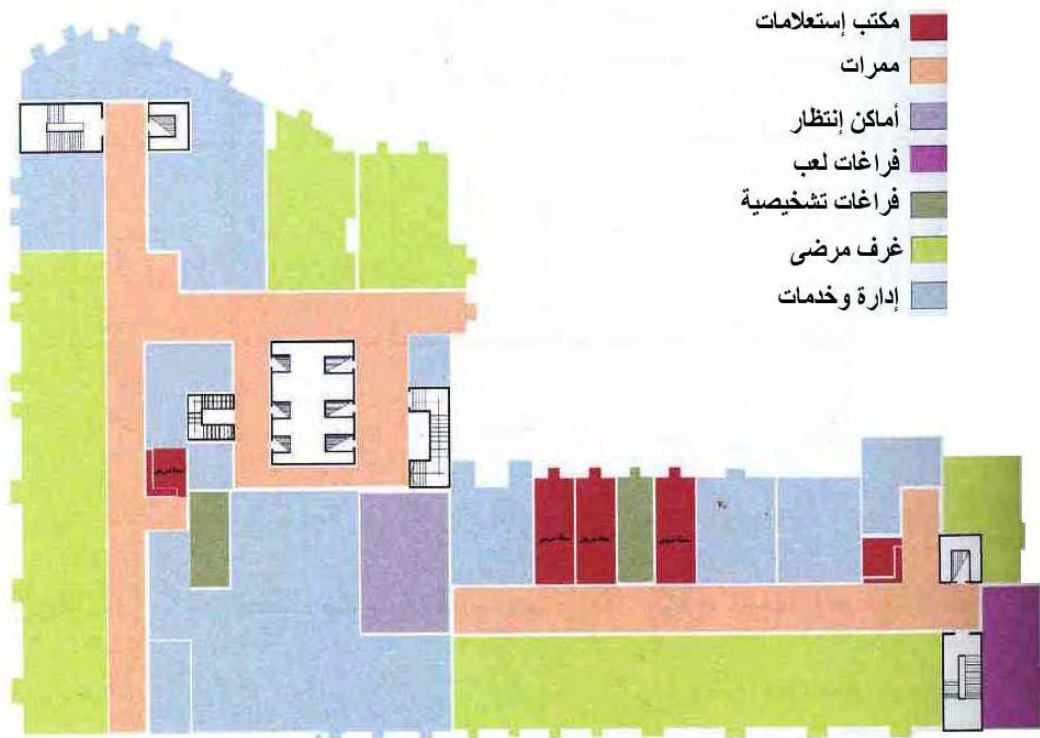 مكتب إستعلامات
ممرات
أماكن إنتظار
فراغات لعب
فراغات تشخيصية
غرف مرضى
إدارة وخدمات